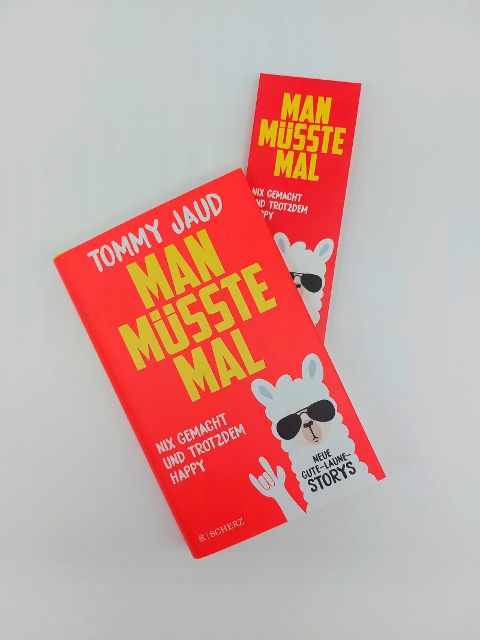 MAN
MÜSSTE
MAL
NIX GEMACHT
UND TROTZDEM
HAPPY
TOMMY JAUD
MAN
MÜSSTE
MAL
NIX GEMACHT
UND TROTZDEM
HAPPY
NEUE
GUTE-LAUNE-
STORYS
SCHERZ